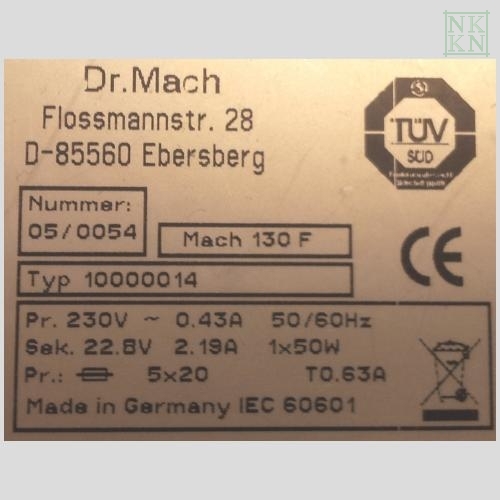 NK
KN
Dr.Mach
Flossmannstr. 28
D-85560 Ebersberg
TÜV
SÜD
Nummer:
05/0054
Mach 130 F
Typ 10000014
CE
Pr. 230V ~ 0.43A 50/60Hz
Sek. 22.8V 2.19A 1x50W
Pr.: 5x20 T0.63A
Made in Germany IEC 60601